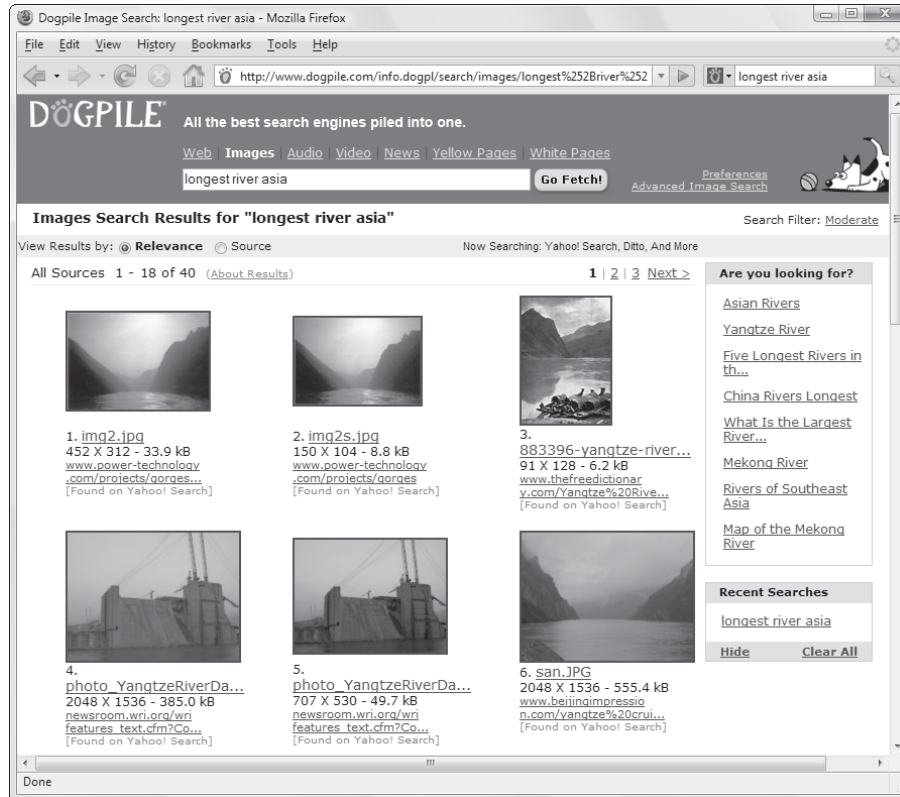 Dogpile Image Search: longest river asia - Mozilla Firefox
File Edit View History Bookmarks Tools Help
http://www.dogpile.com/info.dogpl/search/images/longest%252Briver%252
longest river asia
DOGPILE
All the best search engines piled into one.
Web | Images | Audio | Video | News | Yellow Pages | White Pages
longest river asia
Go Fetch!
Preferences
Advanced Image Search
Images Search Results for "longest river asia"
Search Filter: Moderate
View Results by: Relevance Source
Now Searching: Yahoo! Search, Ditto, And More
All Sources 1 - 18 of 40 (About Results)
1 | 2 | 3 Next >
1. img2.jpg
452 X 312 - 33.9 kB
www.power-technology
.com/projects/gorges...
[Found on Yahoo! Search]
2. img2s.jpg
150 X 104 - 8.8 kB
www.power-technology
.com/projects/gorges
[Found on Yahoo! Search]
3.
883396-yangtze-river...
91 X 128 - 6.2 kB
www.thefreedictionar
y.com/Yangtze%20Rive...
[Found on Yahoo! Search]
4.
photo_YangtzeRiverDa...
2048 X 1536 - 385.0 kB
newsroom.wri.org/wri
features_text.cfm?Co...
[Found on Yahoo! Search]
5.
photo_YangtzeRiverDa...
707 X 530 - 49.7 kB
newsroom.wri.org/wri
features_text.cfm?Co...
[Found on Yahoo! Search]
6. san.JPG
2048 X 1536 - 555.4 kB
www.beijingimpressio
n.com/yangtze%20crui...
[Found on Yahoo! Search]
Are you looking for?
Asian Rivers
Yangtze River
Five Longest Rivers in
th...
China Rivers Longest
What Is the Largest
River...
Mekong River
Rivers of Southeast
Asia
Map of the Mekong
River
Recent Searches
longest river asia
Hide Clear All
Done